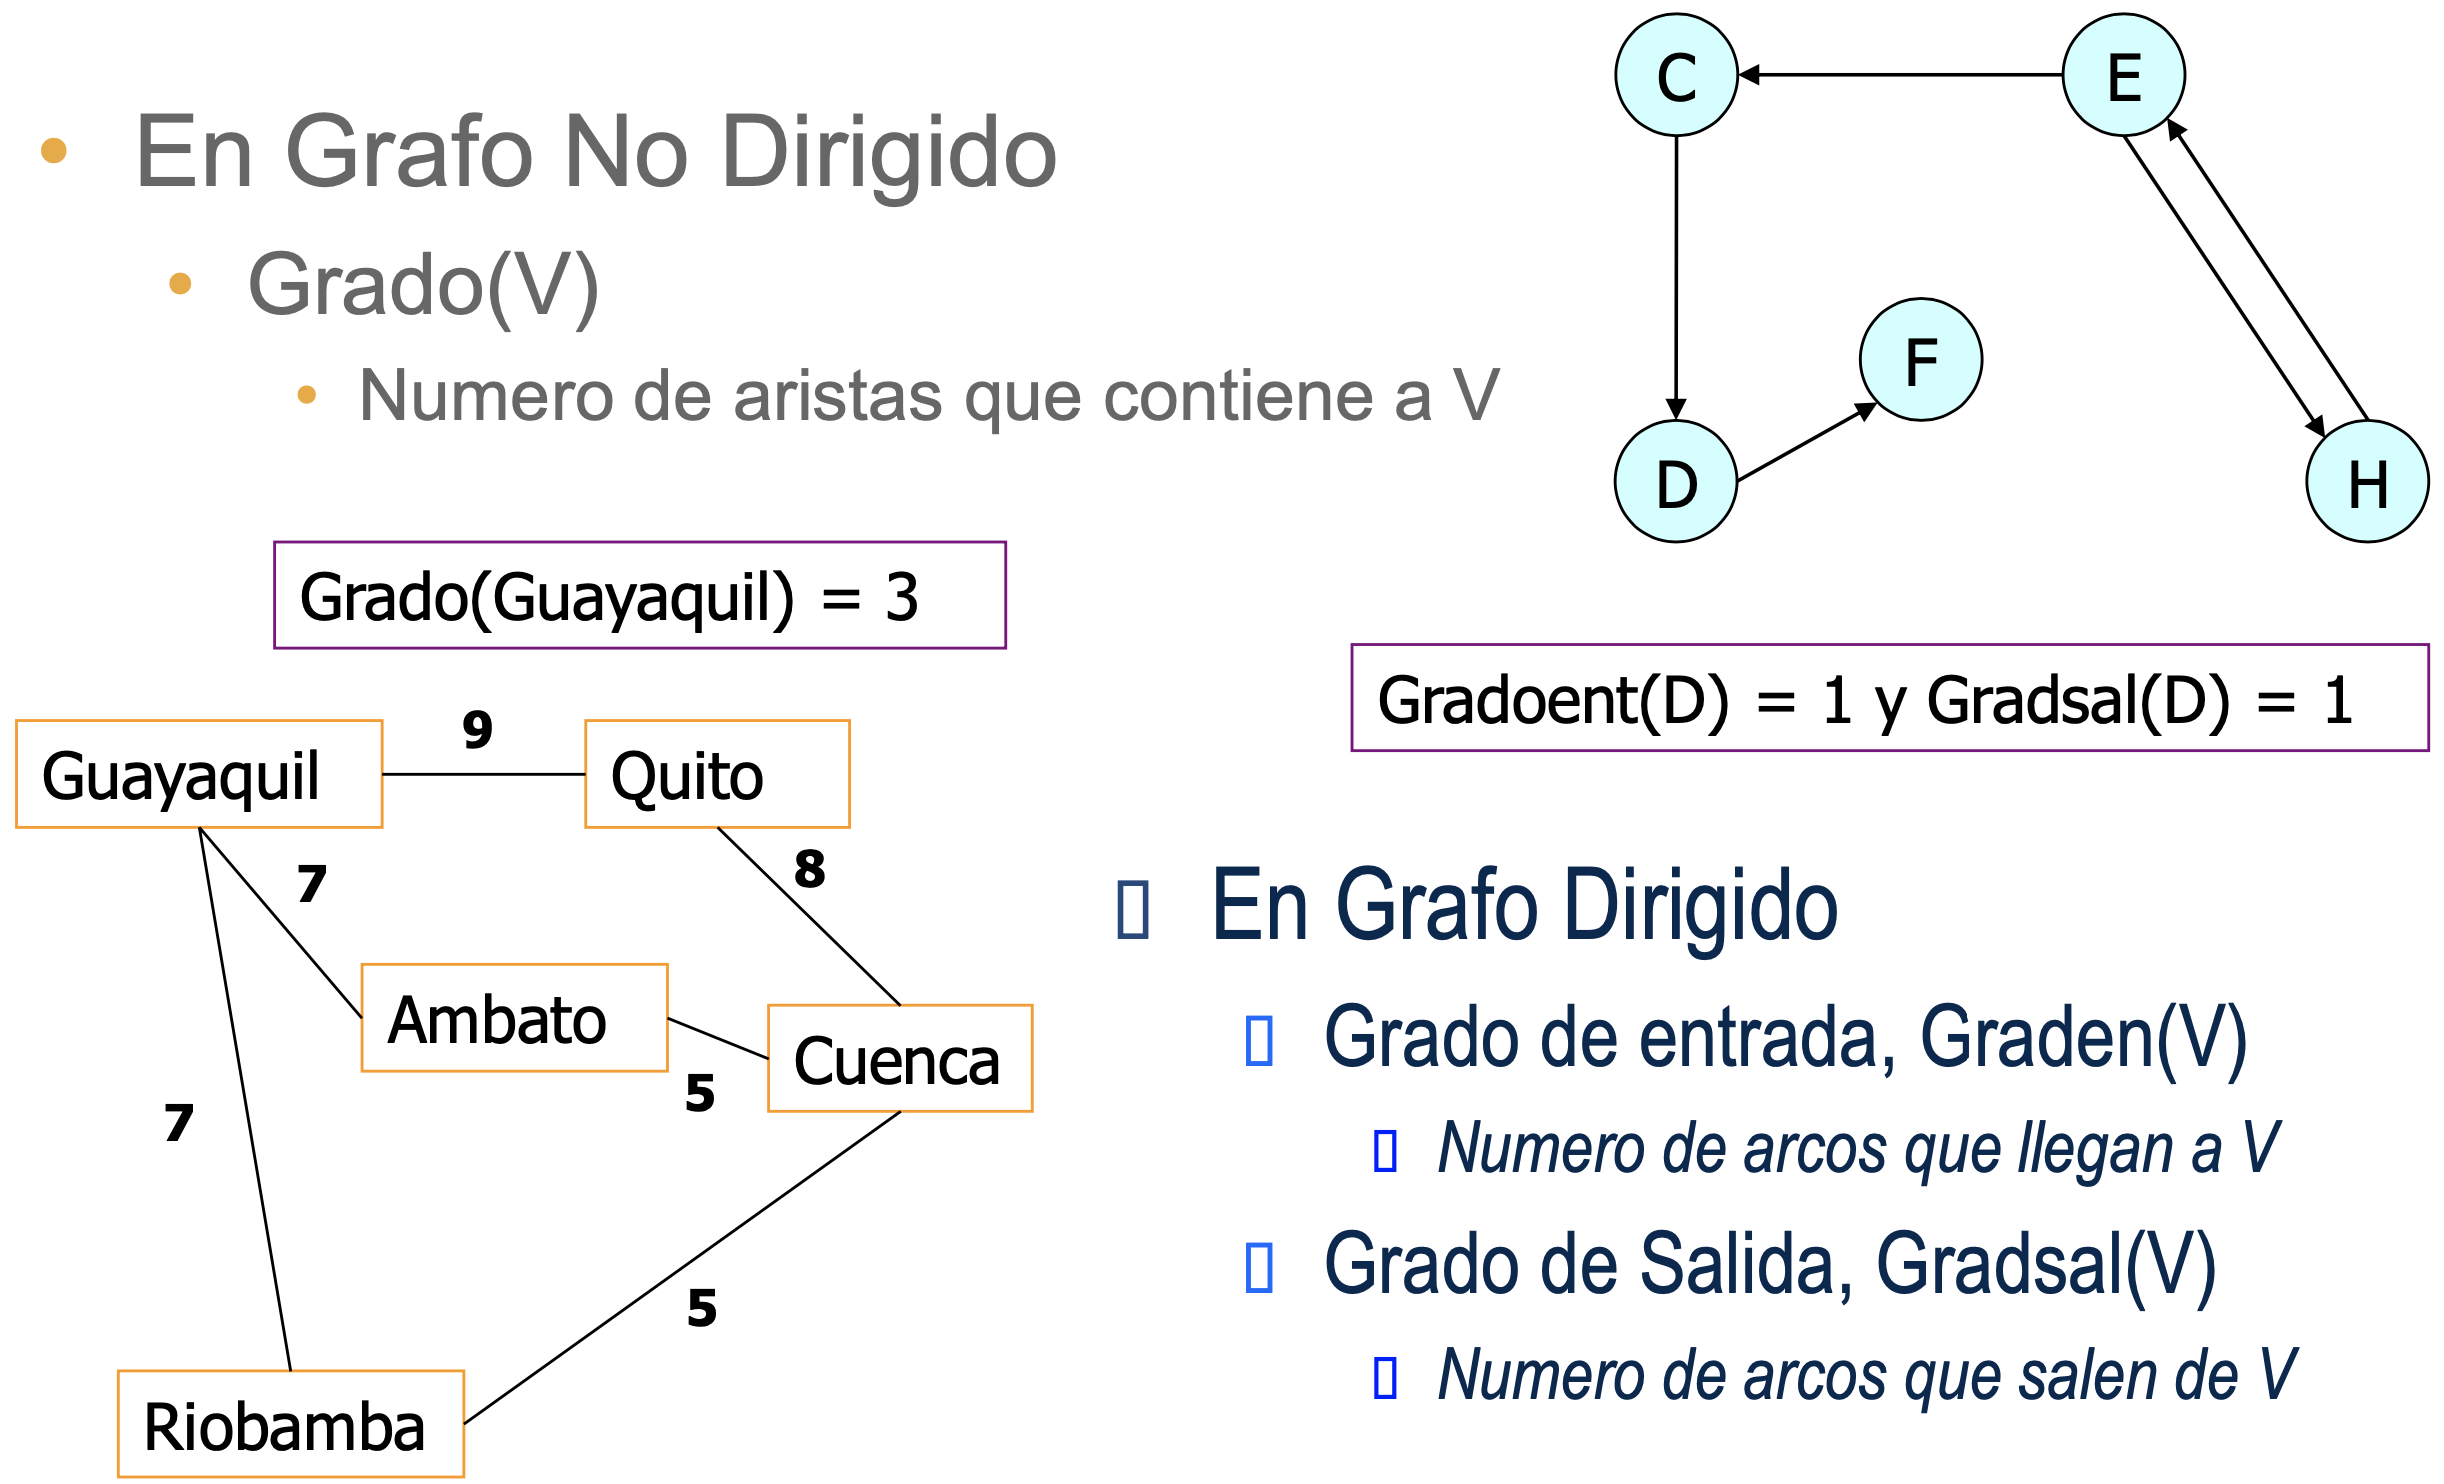 En Grafo No Dirigido
Grado(V)
Numero de aristas que contiene a V
C
E
F
D
H
Grado(Guayaquil) = 3
Gradoent(D) = 1 y Gradsal(D) = 1
Guayaquil
9
Quito
7
8
Ambato
Cuenca
5
7
5
Riobamba
En Grafo Dirigido
Grado de entrada, Graden(V)
Numero de arcos que llegan a V
Grado de Salida, Gradsal(V)
Numero de arcos que salen de V